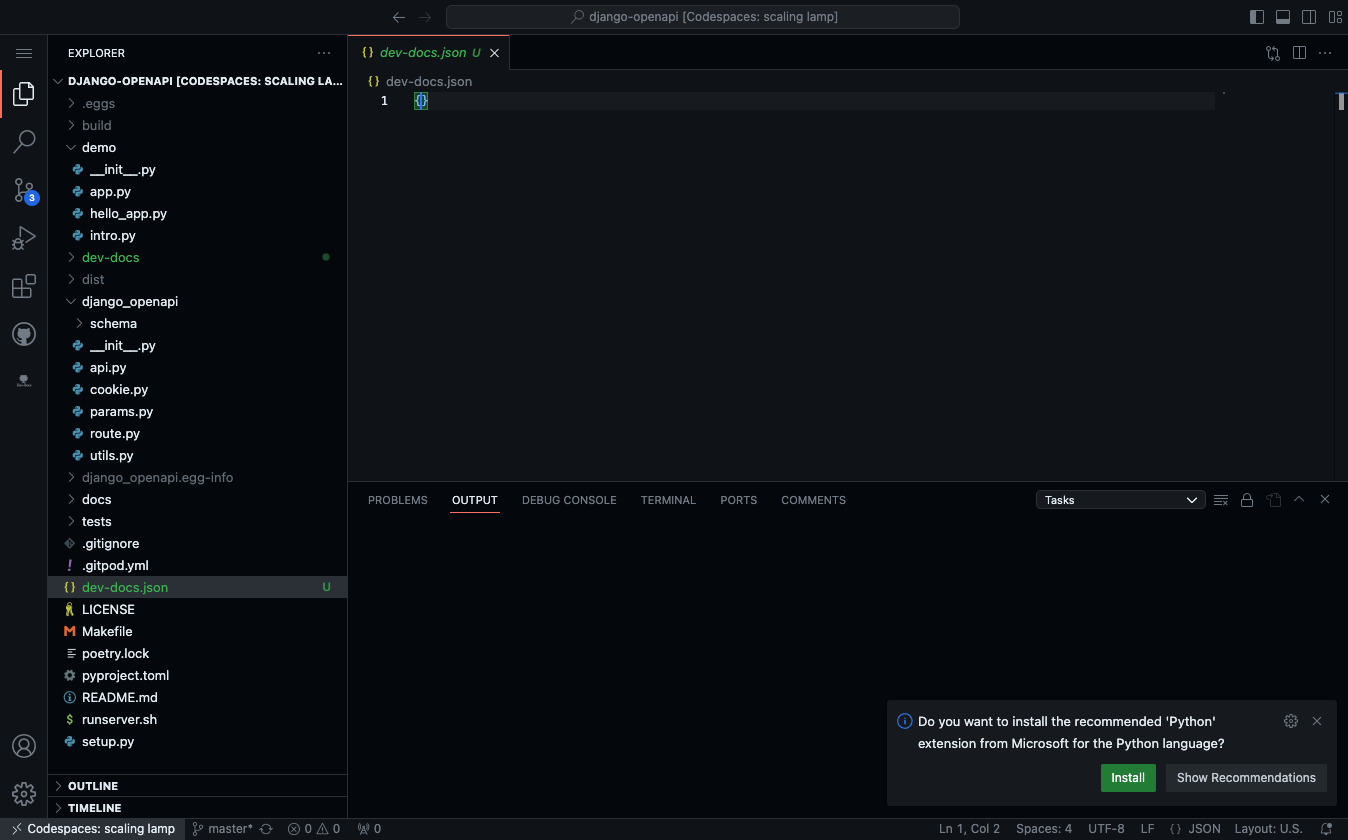 django-openapi [Codespaces: scaling lamp]
EXPLORER
DJANGO-OPENAPI [CODESPACES: SCALING LA...
.eggs
build
demo
__init__.py
app.py
hello_app.py
intro.py
dev-docs
dist
django_openapi
schema
__init__.py
api.py
cookie.py
params.py
route.py
utils.py
django_openapi.egg-info
docs
tests
.gitignore
.gitpod.yml
dev-docs.json U
LICENSE
Makefile
poetry.lock
pyproject.toml
README.md
runserver.sh
setup.py
OUTLINE
TIMELINE
3
{} dev-docs.json U
{} dev-docs.json
1 {}
PROBLEMS OUTPUT DEBUG CONSOLE TERMINAL PORTS COMMENTS Tasks
Do you want to install the recommended 'Python'
extension from Microsoft for the Python language?
Install Show Recommendations
Codespaces: scaling lamp master* 0 0 0 Ln 1, Col 2 Spaces: 4 UTF-8 LF {} JSON Layout: U.S.